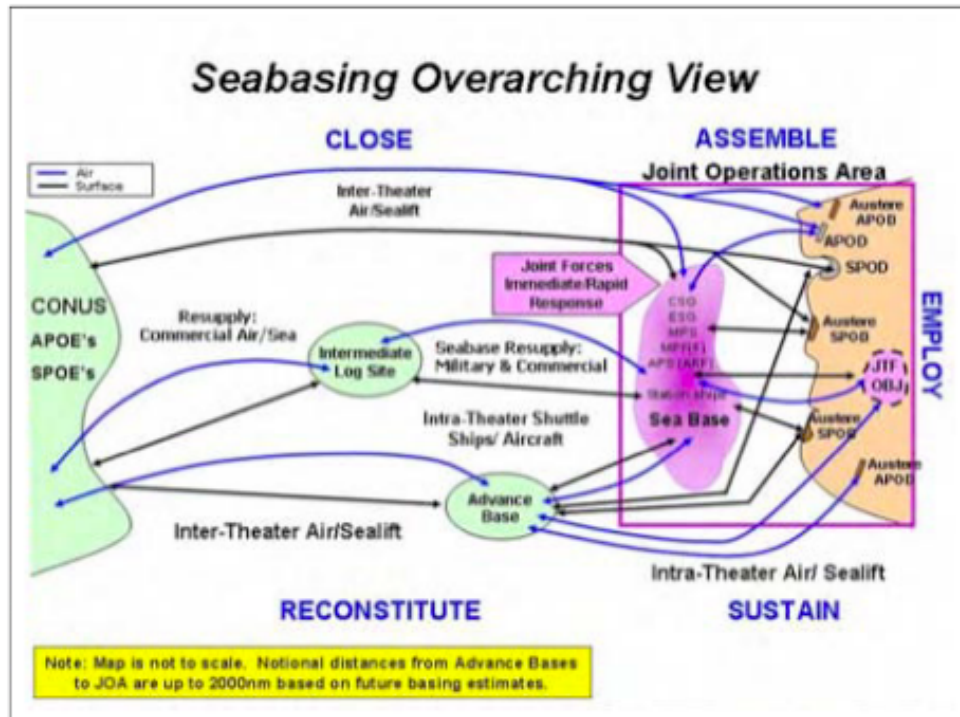 Seabasing Overarching View
CLOSE
ASSEMBLE
Air
Surface
Joint Operations Area
Inter-Theater
Air/Sealift
Austere
APOD
APOD
SPOD
Joint Forces
Immediate/Rapid
Response
CONUS
APOE's
SPOE's
Resupply:
Commercial Air/Sea
Intermediate
Log Site
Seabase Resupply:
Military & Commercial
CSG
ESG
MPS
MPF(F)
Station ships
Sea Base
Austere
SPOD
JTF
OBJ
EMPLOY
Intra-Theater Shuttle
Ships/ Aircraft
Austere
SPOD
Austere
APOD
Advance
Base
Inter-Theater Air/Sealift
Intra-Theater Air/ Sealift
RECONSTITUTE
SUSTAIN
Note: Map is not to scale. Notional distances from Advance Bases
to JOA are up to 2000nm based on future basing estimates.